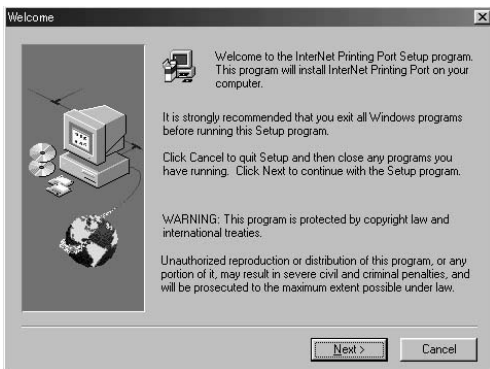 Welcome
Welcome to the InterNet Printing Port Setup program.
This program will install InterNet Printing Port on your
computer.
It is strongly recommended that you exit all Windows programs
before running this Setup program.
Click Cancel to quit Setup and then close any programs you
have running. Click Next to continue with the Setup program.
WARNING: This program is protected by copyright law and
international treaties.
Unauthorized reproduction or distribution of this program, or any
portion of it, may result in severe civil and criminal penalties, and
will be prosecuted to the maximum extent possible under law.
Next >
Cancel